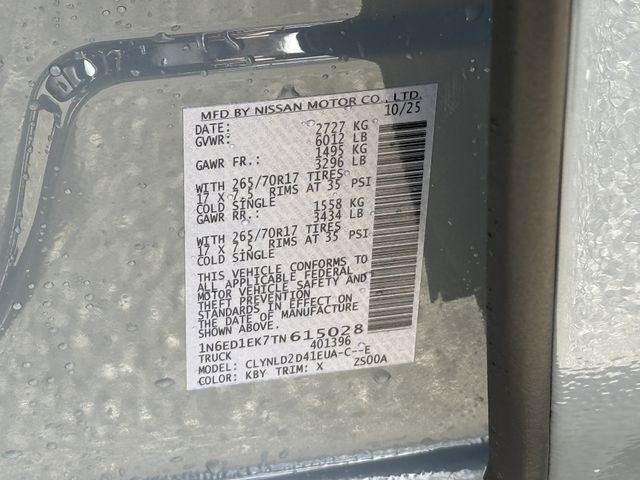 MFD BY NISSAN MOTOR CO., LTD.
DATE: 10/25
GVWR: 2727 KG
6012 LB
GAWR FR.: 1495 KG
3296 LB
WITH 265/70R17 TIRES
17 X 7.5 RIMS AT 35 PSI
COLD SINGLE
GAWR RR.: 1558 KG
3434 LB
WITH 265/70R17 TIRES
17 X 7.5 RIMS AT 35 PSI
COLD SINGLE
THIS VEHICLE CONFORMS TO
ALL APPLICABLE FEDERAL
MOTOR VEHICLE SAFETY AND
THEFT PREVENTION
STANDARDS IN EFFECT ON
THE DATE OF MANUFACTURE
SHOWN ABOVE.
1N6ED1EK7TN615028
TRUCK 401396
MODEL: CLYNLD2D41EUA-C--E
COLOR: KBY TRIM: X ZS00A